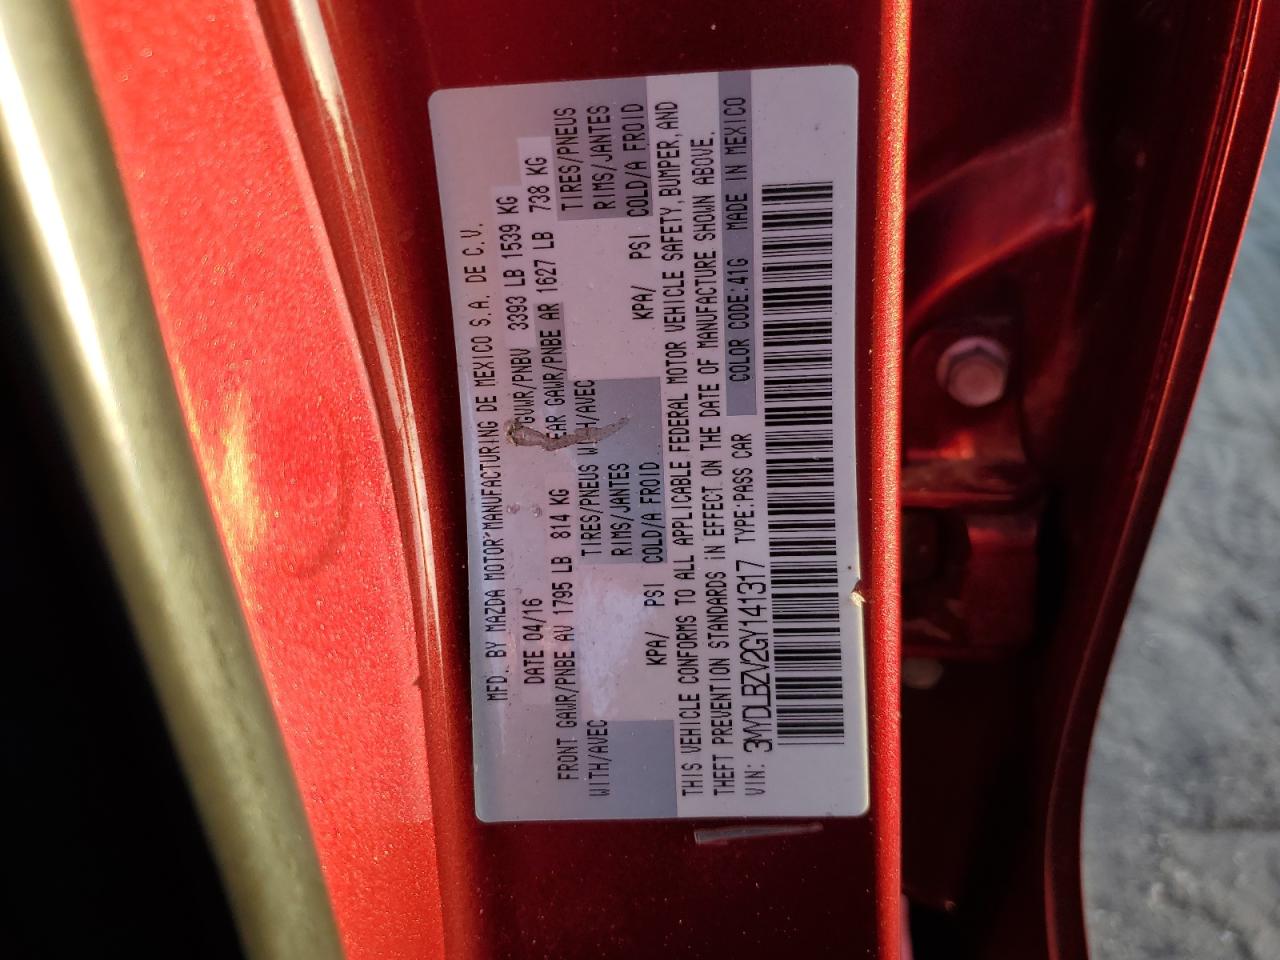 MFD. BY MAZDA MOTOR MANUFACTURING DE MEXICO S.A. DE C.V.
DATE 04/16 GVWR/PNBV 3393 LB 1539 KG
FRONT GAWR/PNBE AV 1795 LB 814 KG EAR GAWR/PNBE AR 1627 LB 738 KG
WITH/AVEC TIRES/PNEUS WITH/AVEC TIRES/PNEUS
RIMS/JANTES RIMS/JANTES
KPA/ PSI COLD/A FROID KPA/ PSI COLD/A FROID
THIS VEHICLE CONFORMS TO ALL APPLICABLE FEDERAL MOTOR VEHICLE SAFETY, BUMPER, AND
THEFT PREVENTION STANDARDS IN EFFECT ON THE DATE OF MANUFACTURE SHOWN ABOVE.
VIN: 3MYDLBZV2GY141317 TYPE:PASS CAR COLOR CODE:41G MADE IN MEXICO